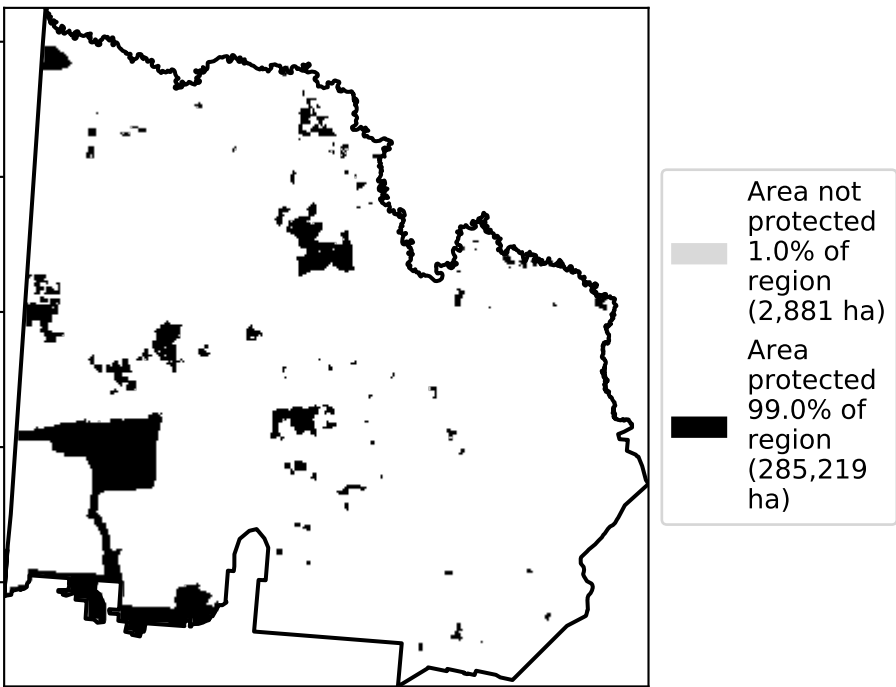 Area not
protected
1.0% of
region
(2,881 ha)
Area
protected
99.0% of
region
(285,219
ha)